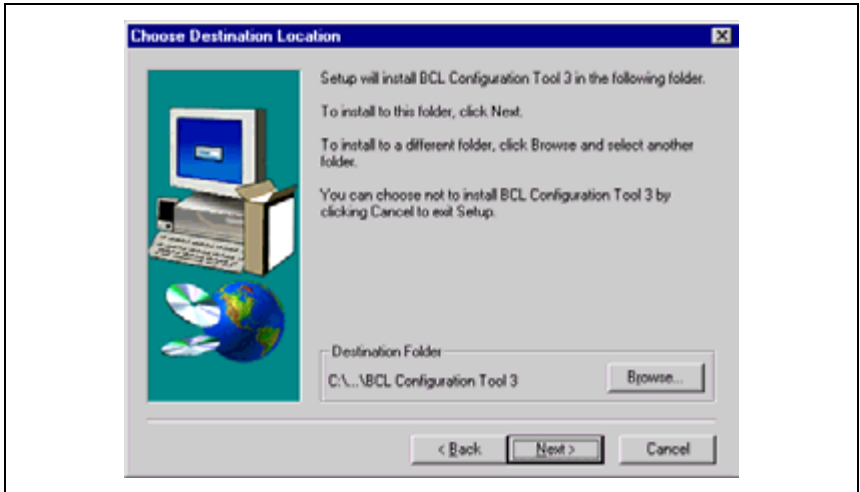 Choose Destination Location
Setup will install BCL Configuration Tool 3 in the following folder.
To install to this folder, click Next.
To install to a different folder, click Browse and select another
folder.
You can choose not to install BCL Configuration Tool 3 by
clicking Cancel to exit Setup.
Destination Folder
C:\...\BCL Configuration Tool 3
Browse...
< Back
Next >
Cancel